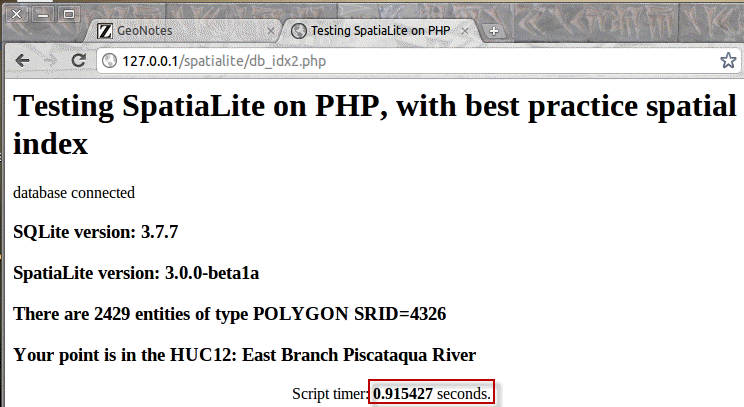 GeoNotes
Testing SpatiaLite on PHP
127.0.0.1/spatialite/db_idx2.php
Testing SpatiaLite on PHP, with best practice spatial
index
database connected
SQLite version: 3.7.7
SpatiaLite version: 3.0.0-beta1a
There are 2429 entities of type POLYGON SRID=4326
Your point is in the HUC12: East Branch Piscataqua River
Script timer: 0.915427 seconds.